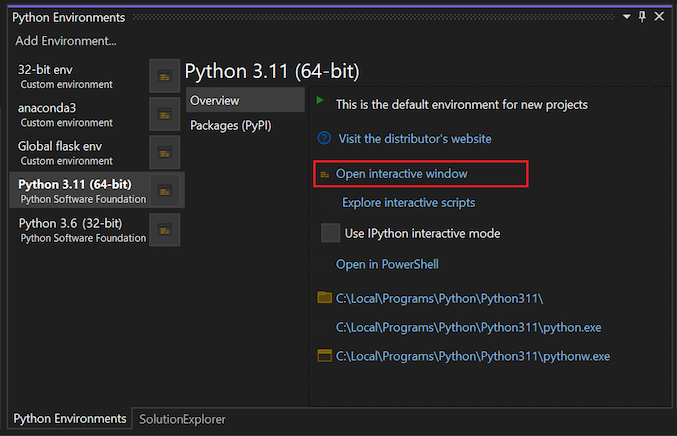 Python Environments
Add Environment...
32-bit env
Custom environment
anaconda3
Custom environment
Global flask env
Custom environment
Python 3.11 (64-bit)
Python Software Foundation
Python 3.6 (32-bit)
Python Software Foundation
Python 3.11 (64-bit)
Overview
Packages (PyPI)
This is the default environment for new projects
Visit the distributor's website
Open interactive window
Explore interactive scripts
Use IPython interactive mode
Open in PowerShell
C:\Local\Programs\Python\Python311\
C:\Local\Programs\Python\Python311\python.exe
C:\Local\Programs\Python\Python311\pythonw.exe
Python Environments
SolutionExplorer